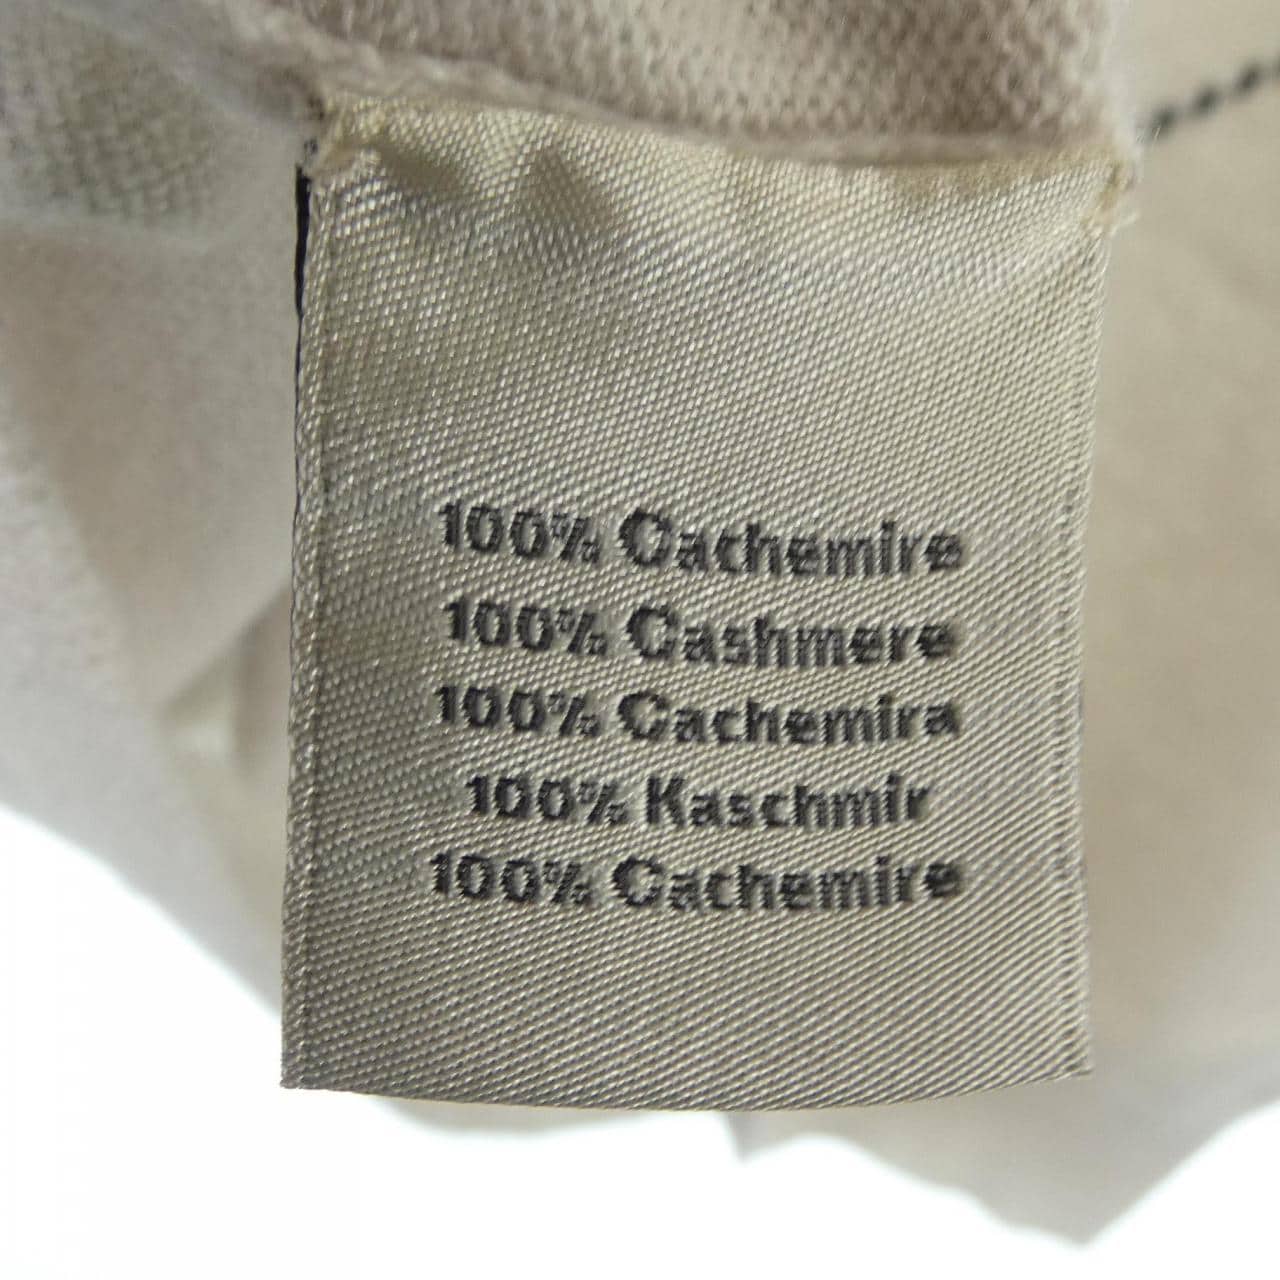 100% Cachemire
100% Cashmere
100% Cachemira
100% Kaschmir
100% Cachemire